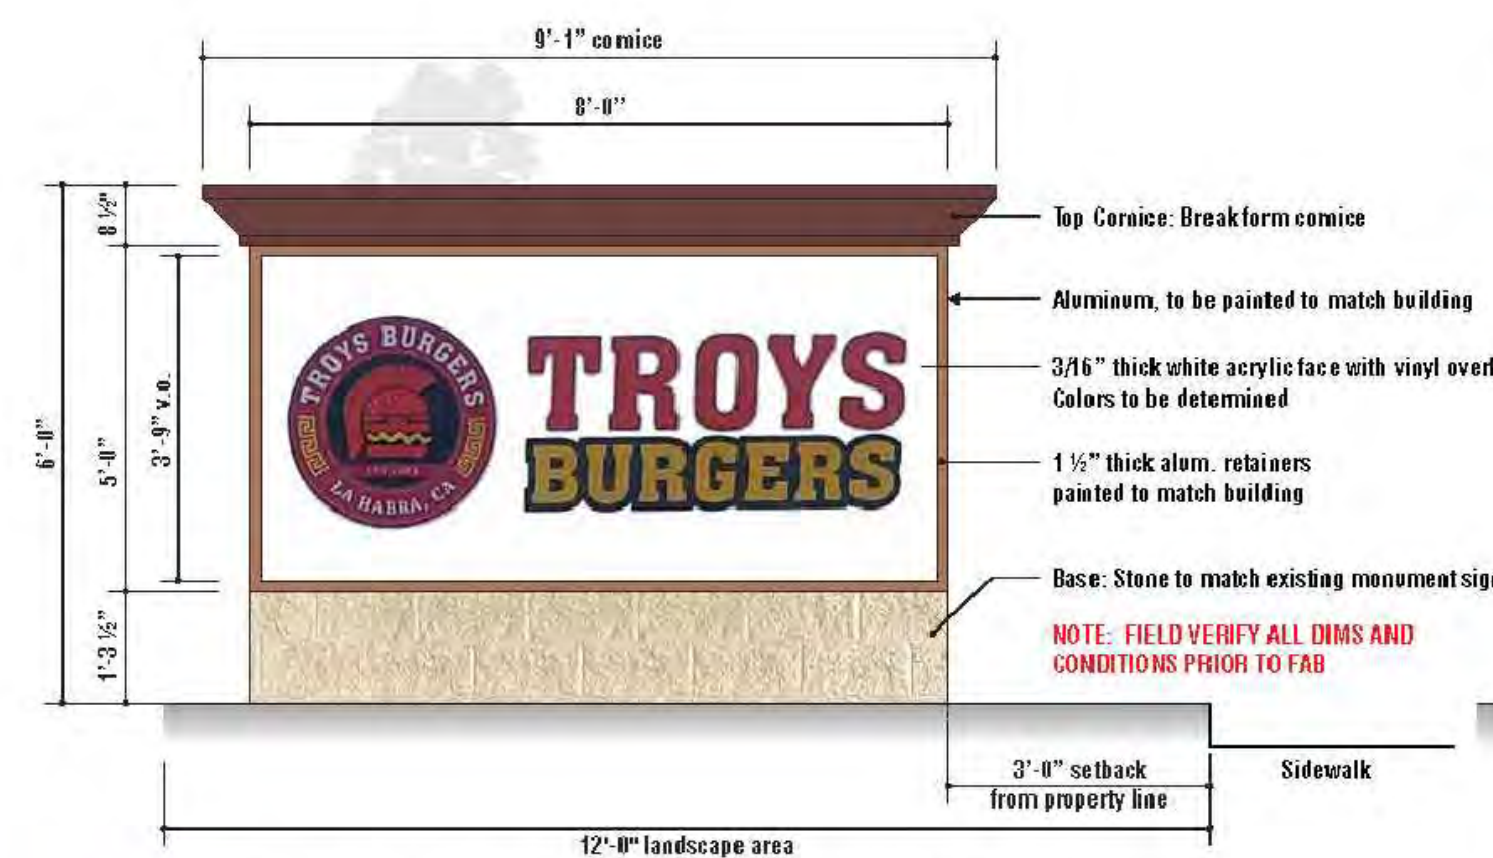 9'-1" cornice
8'-0"
8 ½"
6'-0"
5'-0"
3'-9" v.o.
1'-3 ½"
TROYS BURGERS
LA HABRA, CA
TROYS
BURGERS
Top Cornice: Breakform cornice
Aluminum, to be painted to match building
3/16" thick white acrylic face with vinyl overl
Colors to be determined
1 ½" thick alum. retainers
painted to match building
Base: Stone to match existing monument sig
NOTE: FIELD VERIFY ALL DIMS AND
CONDITIONS PRIOR TO FAB
3'-0" setback
from property line
Sidewalk
12'-0" landscape area